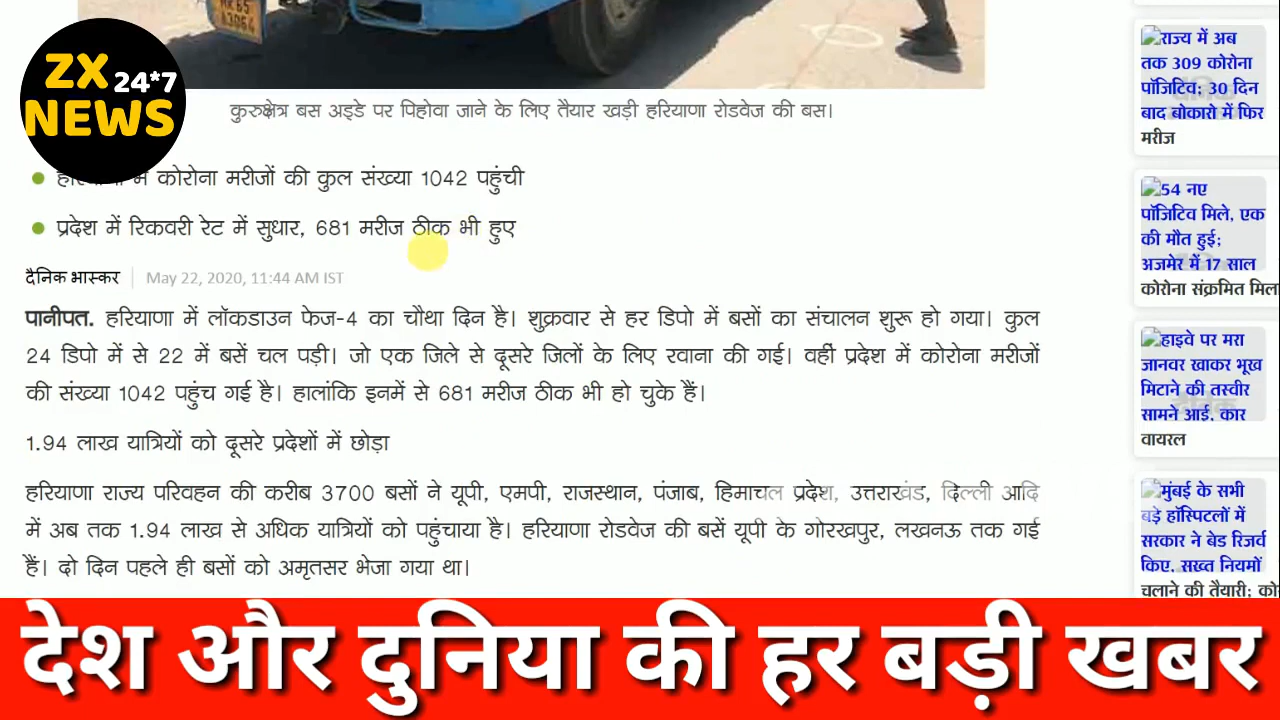 HR 65
ZX 24*7
NEWS
कुरुक्षेत्र बस अड्डे पर पिहोवा जाने के लिए तैयार खड़ी हरियाणा रोडवेज की बस।
में कोरोना मरीजों की कुल संख्या 1042 पहुंची
प्रदेश में रिकवरी रेट में सुधार, 681 मरीज ठीक भी हुए
दैनिक भास्कर May 22, 2020, 11:44 AM IST
पानीपत. हरियाणा में लॉकडाउन फेज-4 का चौथा दिन है। शुक्रवार से हर डिपो में बसों का संचालन शुरू हो गया। कुल
24 डिपो में से 22 में बसें चल पड़ी। जो एक जिले से दूसरे जिलों के लिए रवाना की गई। वहीं प्रदेश में कोरोना मरीजों
की संख्या 1042 पहुंच गई है। हालांकि इनमें से 681 मरीज ठीक भी हो चुके हैं।
1.94 लाख यात्रियों को दूसरे प्रदेशों में छोड़ा
हरियाणा राज्य परिवहन की करीब 3700 बसों ने यूपी, एमपी, राजस्थान, पंजाब, हिमाचल प्रदेश, उत्तराखंड, दिल्ली आदि
में अब तक 1.94 लाख से अधिक यात्रियों को पहुंचाया है। हरियाणा रोडवेज की बसें यूपी के गोरखपुर, लखनऊ तक गई
हैं। दो दिन पहले ही बसों को अमृतसर भेजा गया था।
राज्य में अब
तक 309 कोरोना
पॉजिटिव; 30 दिन
बाद बोकारो में फिर
मरीज
54 नए
पॉजिटिव मिले, एक
की मौत हुई;
अजमेर में 17 साल
कोरोना संक्रमित मिला
हाइवे पर मरा
जानवर खाकर भूख
मिटाने की तस्वीर
सामने आई, कार
वायरल
मुंबई के सभी
बड़े हॉस्पिटलों में
सरकार ने बेड रिजर्व
किए, सख्त नियमों
चलाने की तैयारी;
देश और दुनिया की हर बड़ी खबर